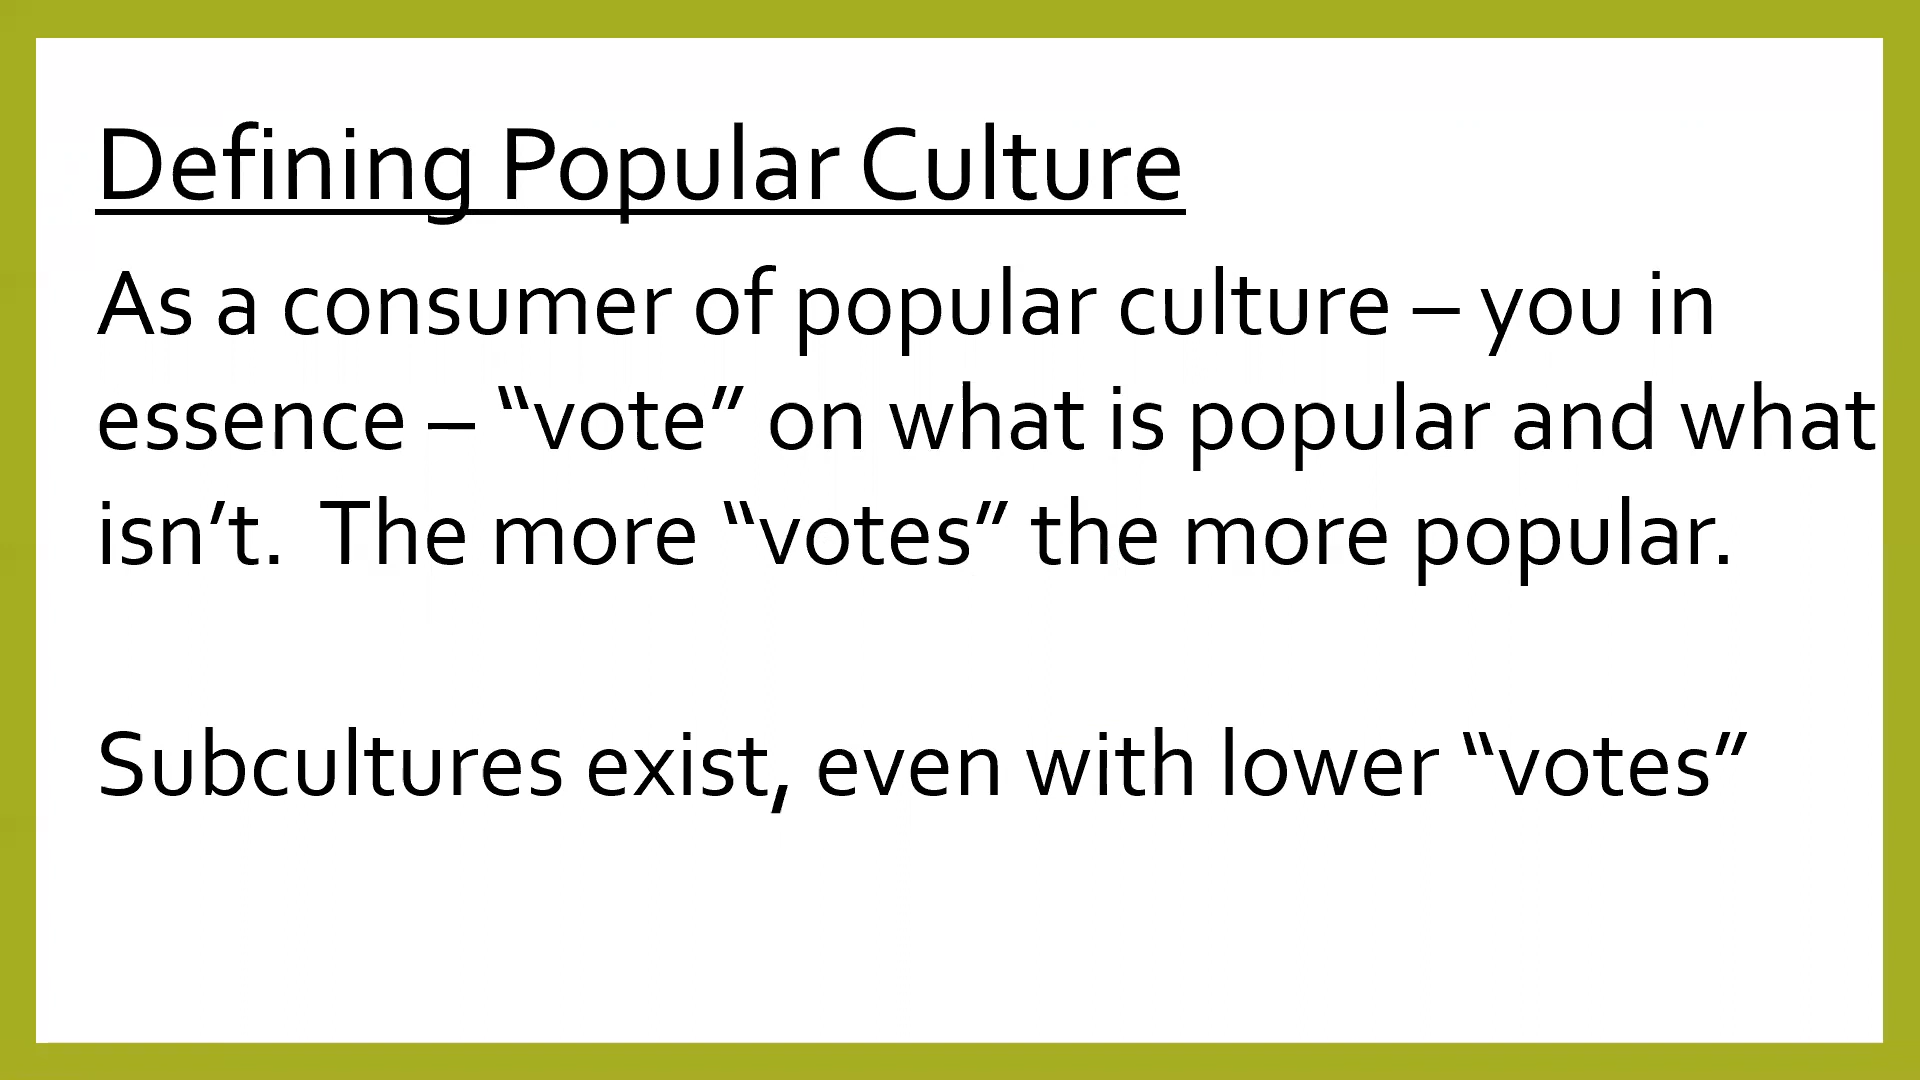 Defining Popular Culture
As a consumer of popular culture – you in
essence – “vote” on what is popular and what
isn’t.  The more “votes” the more popular.
Subcultures exist, even with lower “votes”